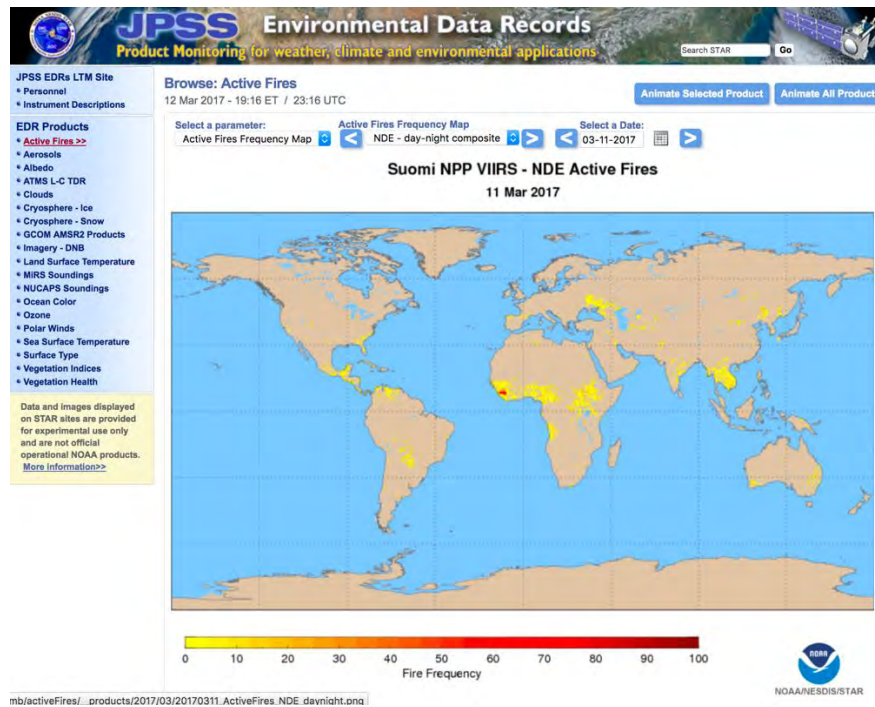 JPSS Environmental Data Records
Product Monitoring for weather, climate and environmental applications
Search STAR Go
JPSS EDRs LTM Site
Personnel
Instrument Descriptions
EDR Products
Active Fires >>
Aerosols
Albedo
ATMS L-C TDR
Clouds
Cryosphere - Ice
Cryosphere - Snow
GCOM AMSR2 Products
Imagery - DNB
Land Surface Temperature
MiRS Soundings
NUCAPS Soundings
Ocean Color
Ozone
Polar Winds
Sea Surface Temperature
Surface Type
Vegetation Indices
Vegetation Health
Data and images displayed
on STAR sites are provided
for experimental use only
and are not official
operational NOAA products.
More information>>
Browse: Active Fires
12 Mar 2017 - 19:16 ET / 23:16 UTC
Animate Selected Product Animate All Product
Select a parameter: Active Fires Frequency Map Select a Date:
Active Fires Frequency Map < NDE - day-night composite > < 03-11-2017 >
Suomi NPP VIIRS - NDE Active Fires
11 Mar 2017
0 10 20 30 40 50 60 70 80 90 100
Fire Frequency
NOAA
NOAA/NESDIS/STAR
mb/activeFires/__products/2017/03/20170311_ActiveFires_NDE_daynight.png